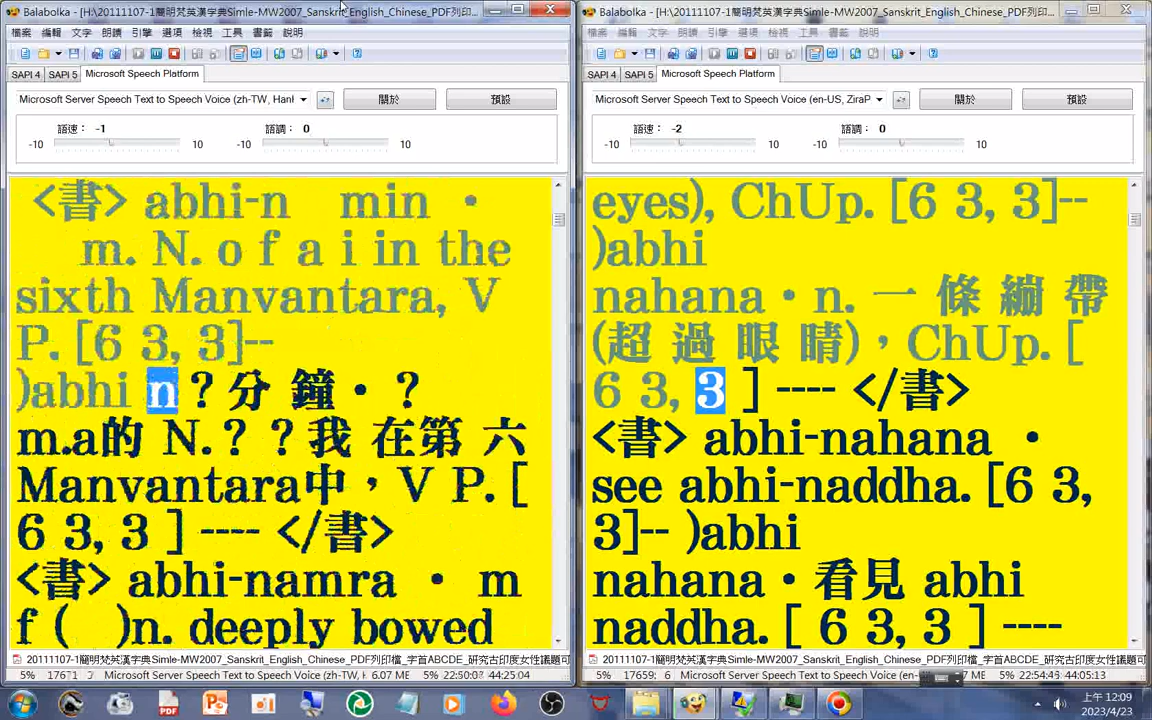 Balabolka - [H:\20111107-1簡明梵英漢字典Simle-MW2007_Sanskrit_English_Chinese_PDF列印...
檔案 編輯 文字 朗讀 引擎 選項 檢視 工具 書籤 說明
SAPI 4 SAPI 5 Microsoft Speech Platform
Microsoft Server Speech Text to Speech Voice (zh-TW, Hanl 關於 預設
語速： -1 語調： 0
-10 10 -10 10
<書> abhi-n min •
m. N. o f a i in the
sixth Manvantara, V
P. [6 3, 3]--
)abhi n ? 分 鐘 • ?
m.a的 N. ? ? 我 在第 六
Manvantara中，V P. [
6 3, 3 ] ---- </書>
<書> abhi-namra • m
f ( )n. deeply bowed
20111107-1簡明梵英漢字典Simle-MW2007_Sanskrit_English_Chinese_PDF列印檔_字首ABCDE_研究古印度女性議題可
5% 17671 Microsoft Server Speech Text to Speech Voice (zh-TW, H 6.07 MB 5% 22:50:0 44:25:04
Balabolka - [H:\20111107-1簡明梵英漢字典Simle-MW2007_Sanskrit_English_Chinese_PDF列印...
檔案 編輯 文字 朗讀 引擎 選項 檢視 工具 書籤 說明
SAPI 4 SAPI 5 Microsoft Speech Platform
Microsoft Server Speech Text to Speech Voice (en-US, ZiraP 關於 預設
語速： -2 語調： 0
-10 10 -10 10
eyes), ChUp. [6 3, 3]--
)abhi
nahana • n. 一 條 繃 帶
(超 過 眼 睛)，ChUp. [
6 3, 3 ] ---- </書>
<書> abhi-nahana •
see abhi-naddha. [6 3,
3]-- )abhi
nahana • 看見 abhi
naddha. [ 6 3, 3 ] ----
20111107-1簡明梵英漢字典Simle-MW2007_Sanskrit_English_Chinese_PDF列印檔_字首ABCDE_研究古印度女性議題可
5% 17659: 6 Microsoft Server Speech Text to Speech Voice (en-US, Z 6.07 MB 5% 22:54:4 44:05:13
上午 12:09
2023/4/23